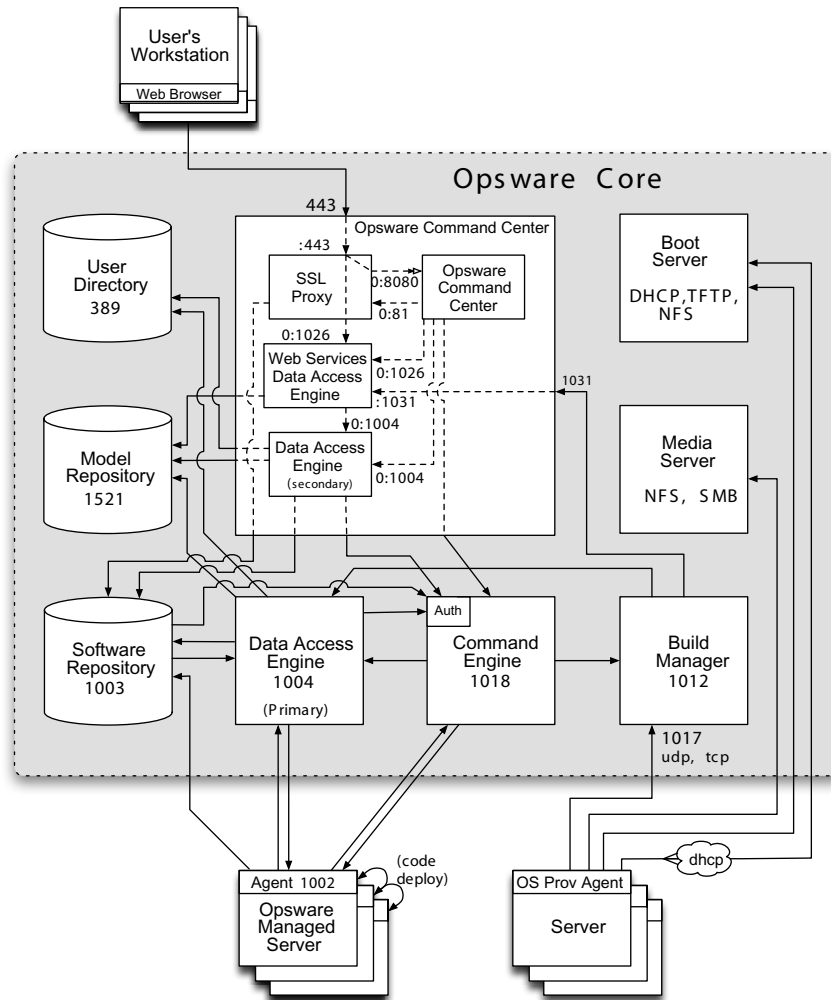 User's
Workstation
Web Browser
Opsware Core
443
Opsware Command Center
:443
User
Directory
389
SSL
Proxy
0:8080
Opsware
Command
Center
0:81
Boot
Server
DHCP,TFTP,
NFS
0:1026
Web Services
Data Access
Engine
0:1026
:1031
1031
0:1004
Model
Repository
1521
Data Access
Engine
(secondary)
0:1004
Media
Server
NFS, SMB
Software
Repository
1003
Data Access
Engine
1004
(Primary)
Auth
Command
Engine
1018
Build
Manager
1012
1017
udp, tcp
(code
deploy)
dhcp
Agent 1002
Opsware
Managed
Server
OS Prov Agent
Server